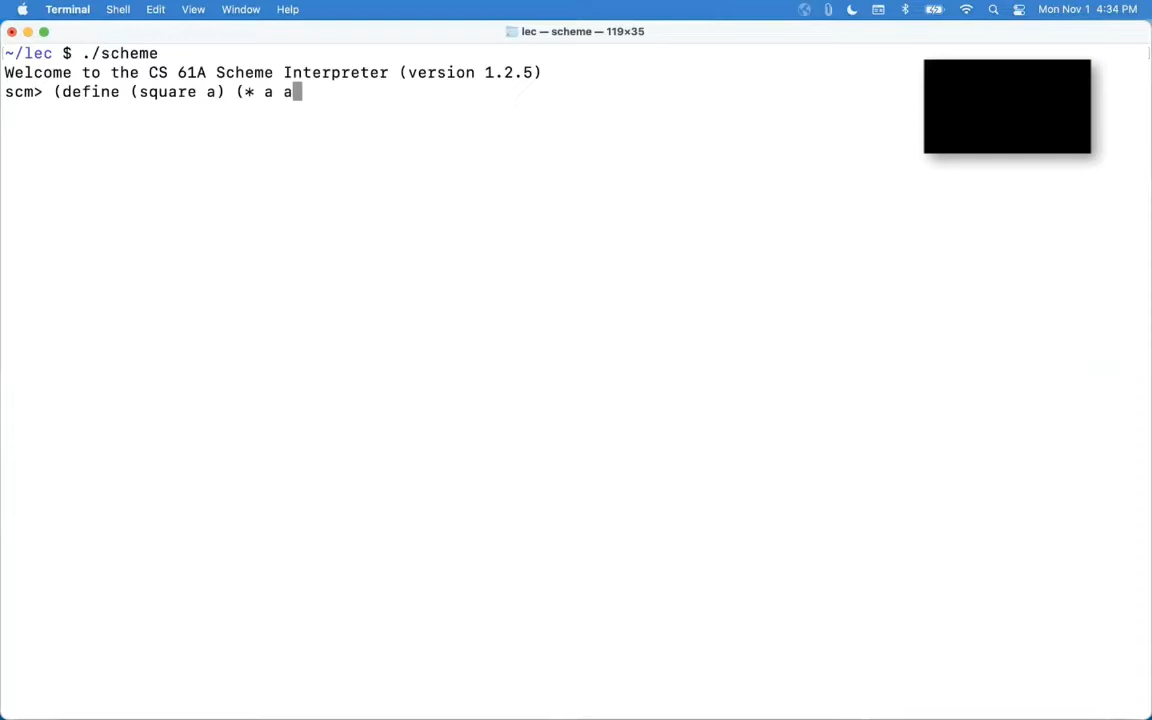 Terminal Shell Edit View Window Help Mon Nov 1 4:34 PM
lec — scheme — 119×35
~/lec $ ./scheme
Welcome to the CS 61A Scheme Interpreter (version 1.2.5)
scm> (define (square a) (* a a